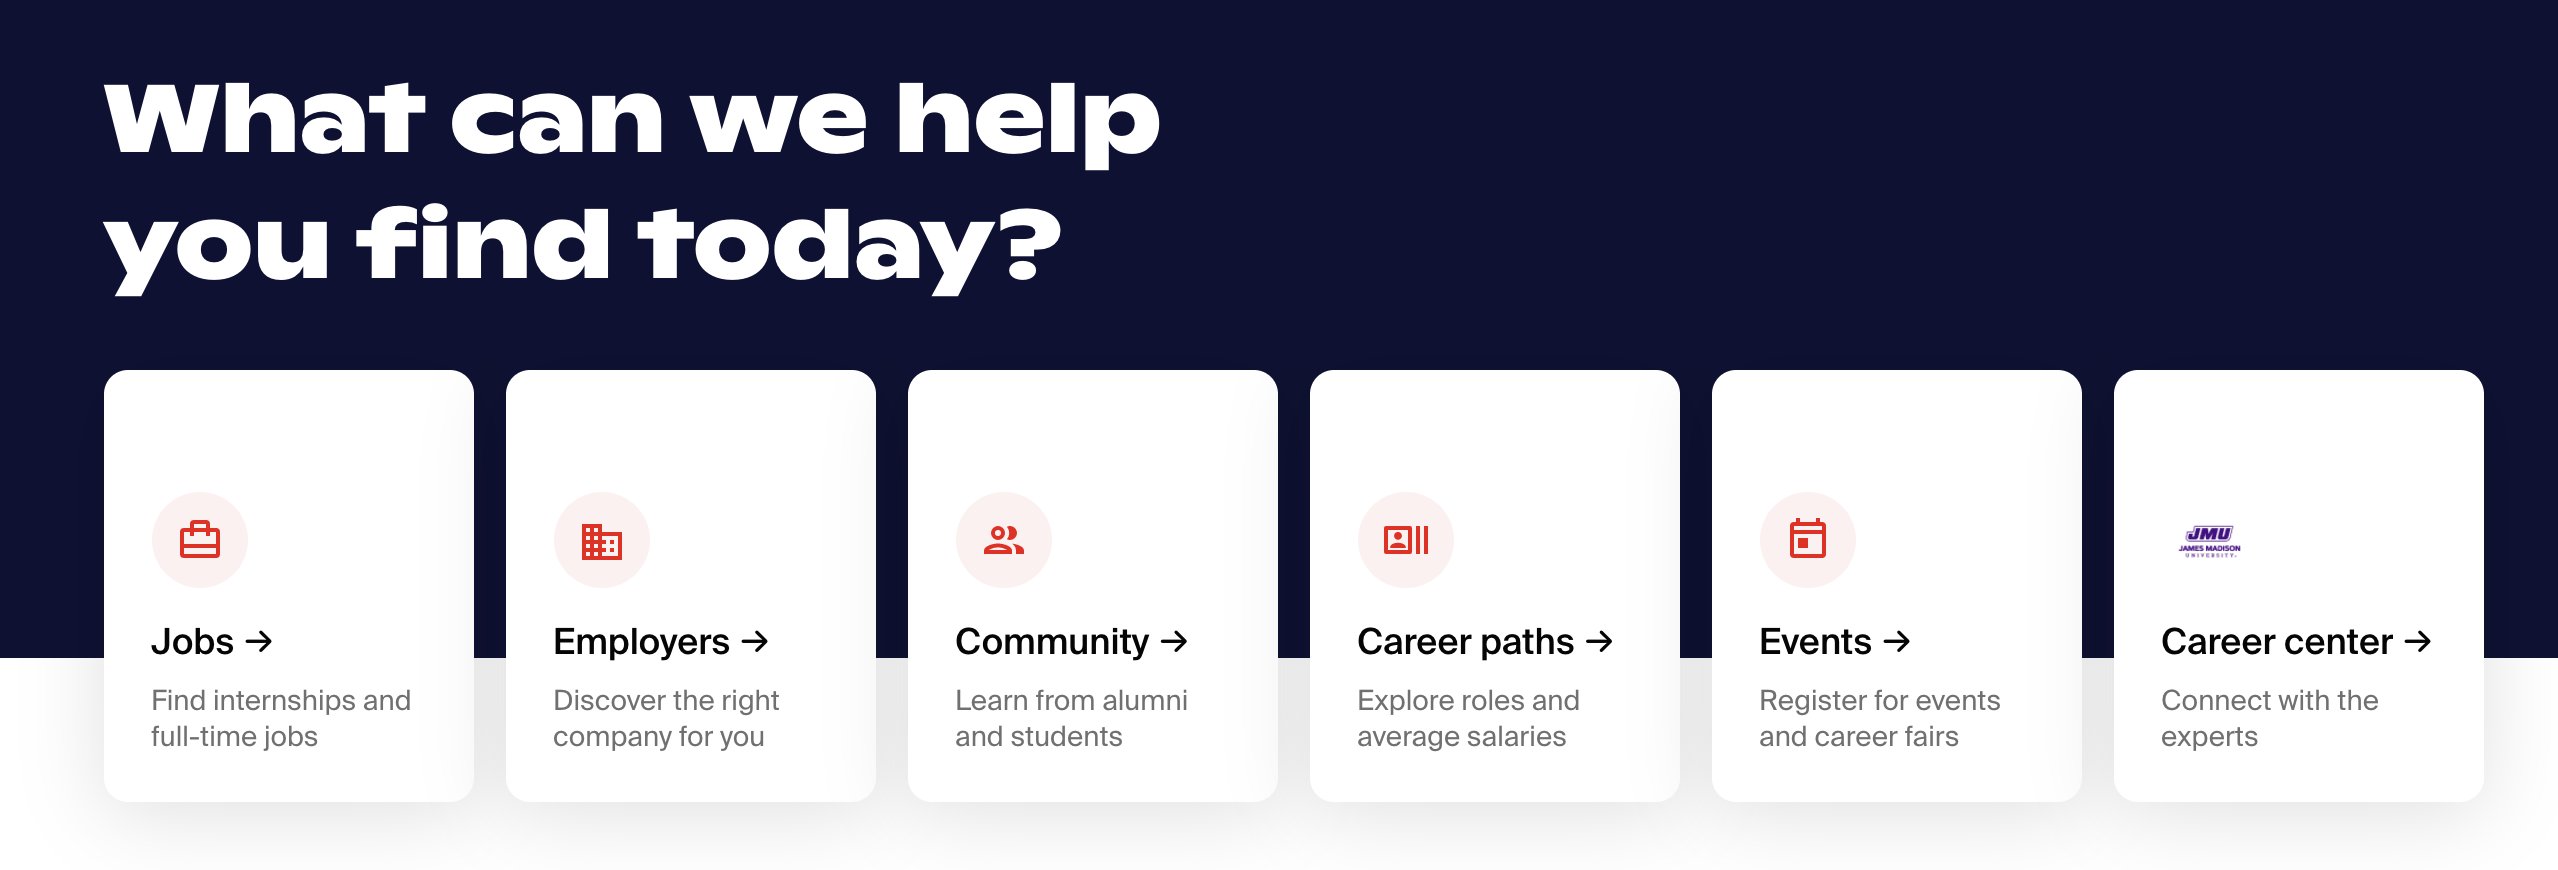 What can we help
you find today?
Jobs →
Find internships and
full-time jobs
Employers →
Discover the right
company for you
Community →
Learn from alumni
and students
Career paths →
Explore roles and
average salaries
Events →
Register for events
and career fairs
JMU
JAMES MADISON
UNIVERSITY.
Career center →
Connect with the
experts